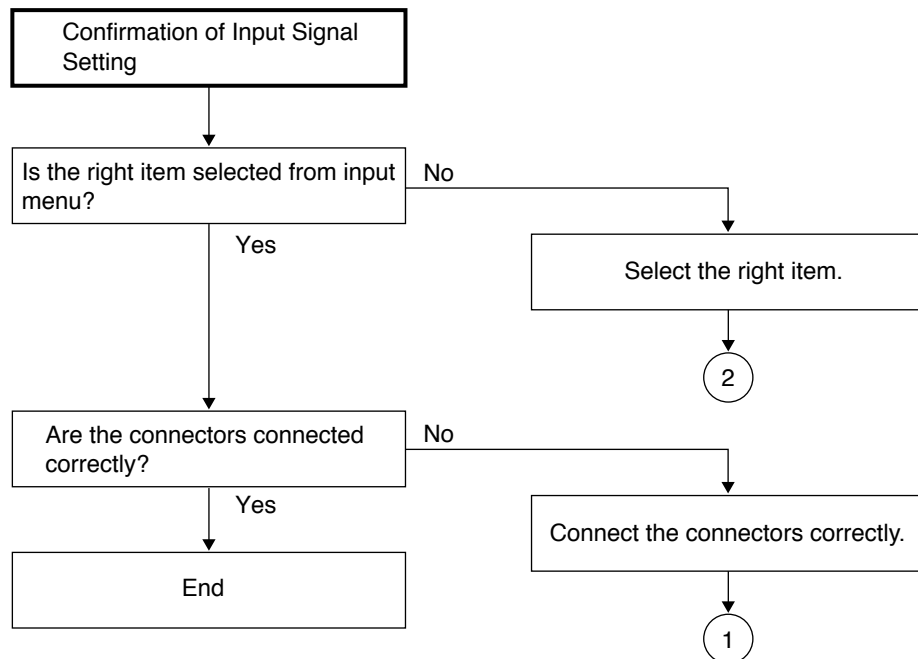 Confirmation of Input Signal
Setting
Is the right item selected from input
menu?
No
Yes
Select the right item.
2
Are the connectors connected
correctly?
No
Yes
Connect the connectors correctly.
End
1